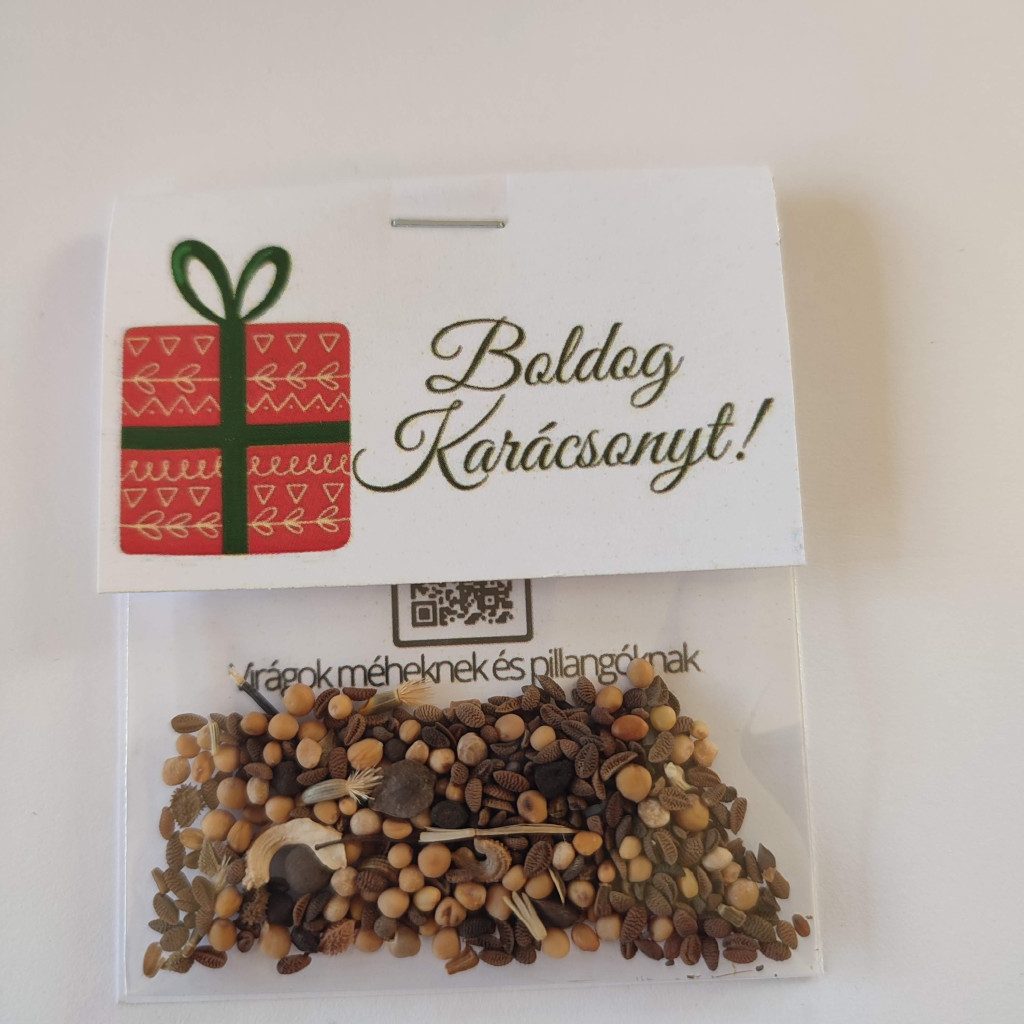 Boldog
Karácsonyt!
Virágok méheknek és pillangóknak